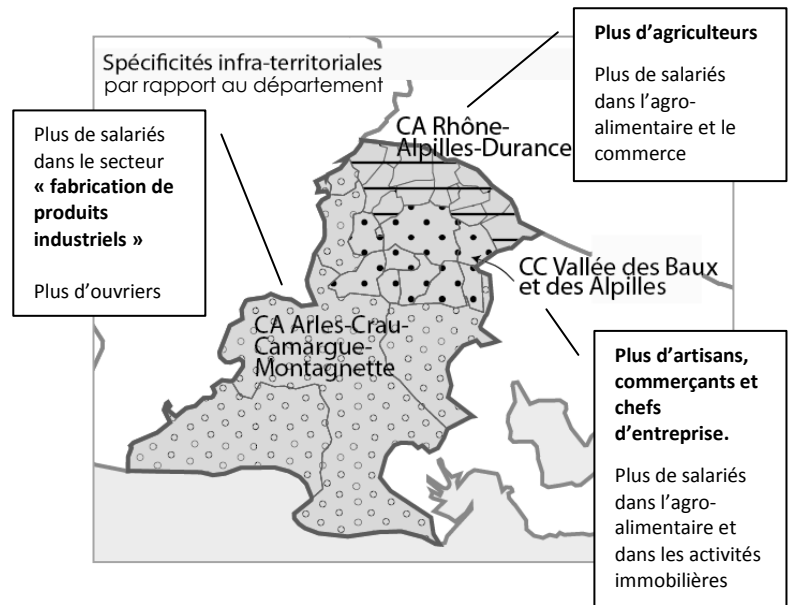 Spécificités infra-territoriales
par rapport au département
Plus d’agriculteurs
Plus de salariés
dans l’agro-
alimentaire et le
commerce
Plus de salariés
dans le secteur
« fabrication de
produits
industriels »
Plus d’ouvriers
CA Rhône-
Alpilles-Durance
CC Vallée des Baux
et des Alpilles
CA Arles-Crau-
Camargue-
Montagnette
Plus d’artisans,
commerçants et
chefs
d’entreprise.
Plus de salariés
dans l’agro-
alimentaire et
dans les activités
immobilières